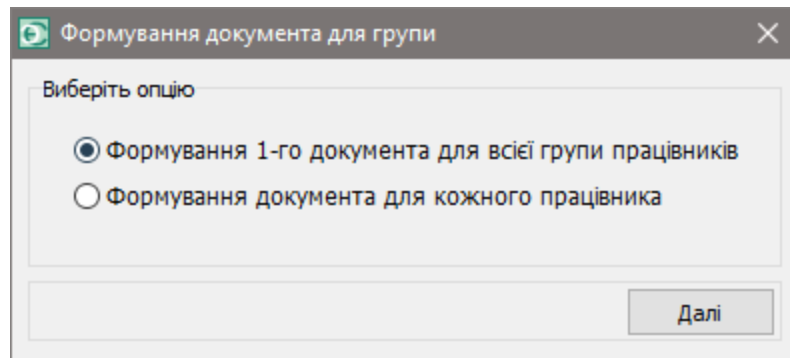 Формування документа для групи
Виберіть опцію
Формування 1-го документа для всієї групи працівників
Формування документа для кожного працівника
Далі